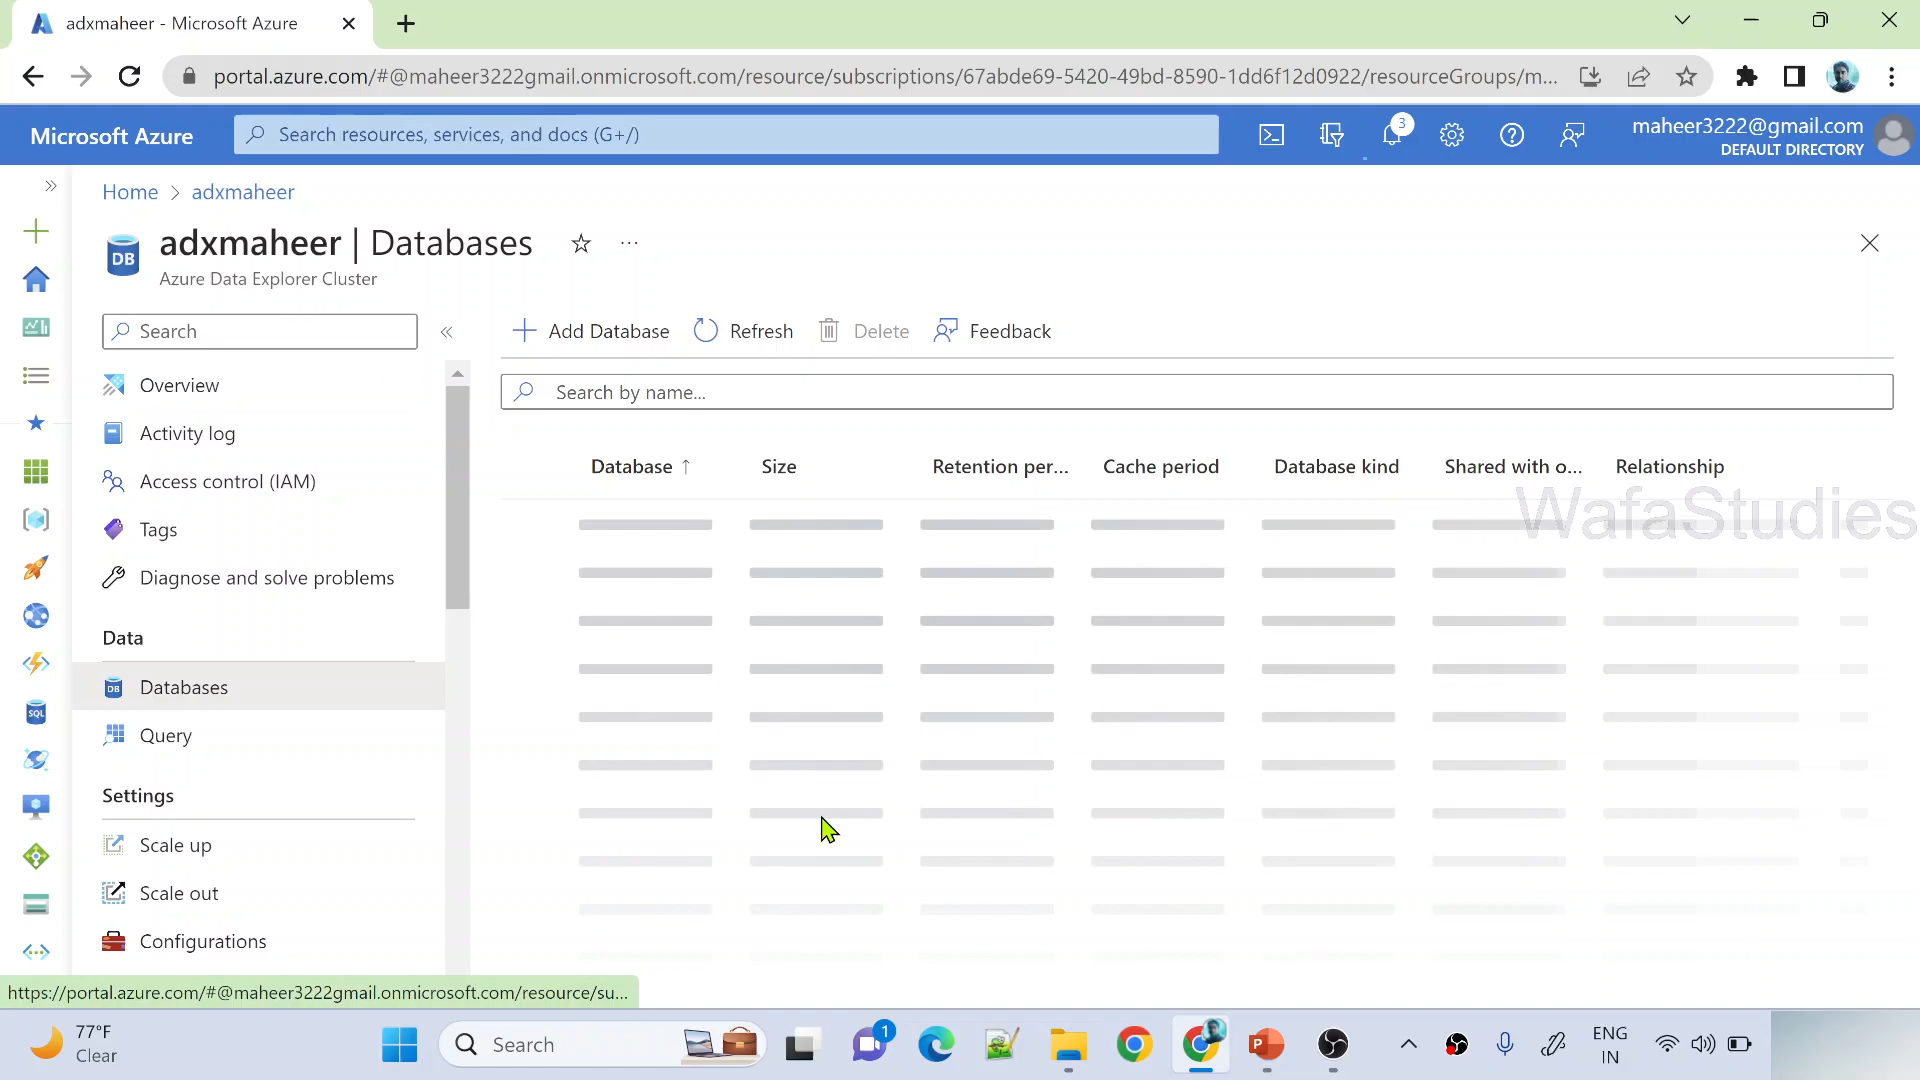 adxmaheer - Microsoft Azure
portal.azure.com/#@maheer3222gmail.onmicrosoft.com/resource/subscriptions/67abde69-5420-49bd-8590-1dd6f12d0922/resourceGroups/m...
Microsoft Azure
Search resources, services, and docs (G+/)
3
maheer3222@gmail.com
DEFAULT DIRECTORY
Home > adxmaheer
DB
adxmaheer | Databases
...
Azure Data Explorer Cluster
Search
Add Database
Refresh
Delete
Feedback
Search by name...
Overview
Activity log
Access control (IAM)
Tags
Diagnose and solve problems
Data
Databases
Query
Settings
Scale up
Scale out
Configurations
Database ↑
Size
Retention per...
Cache period
Database kind
Shared with o...
Relationship
WafaStudies
SQL
DB
https://portal.azure.com/#@maheer3222gmail.onmicrosoft.com/resource/su...
77°F
Clear
Search
1
P
ENG
IN